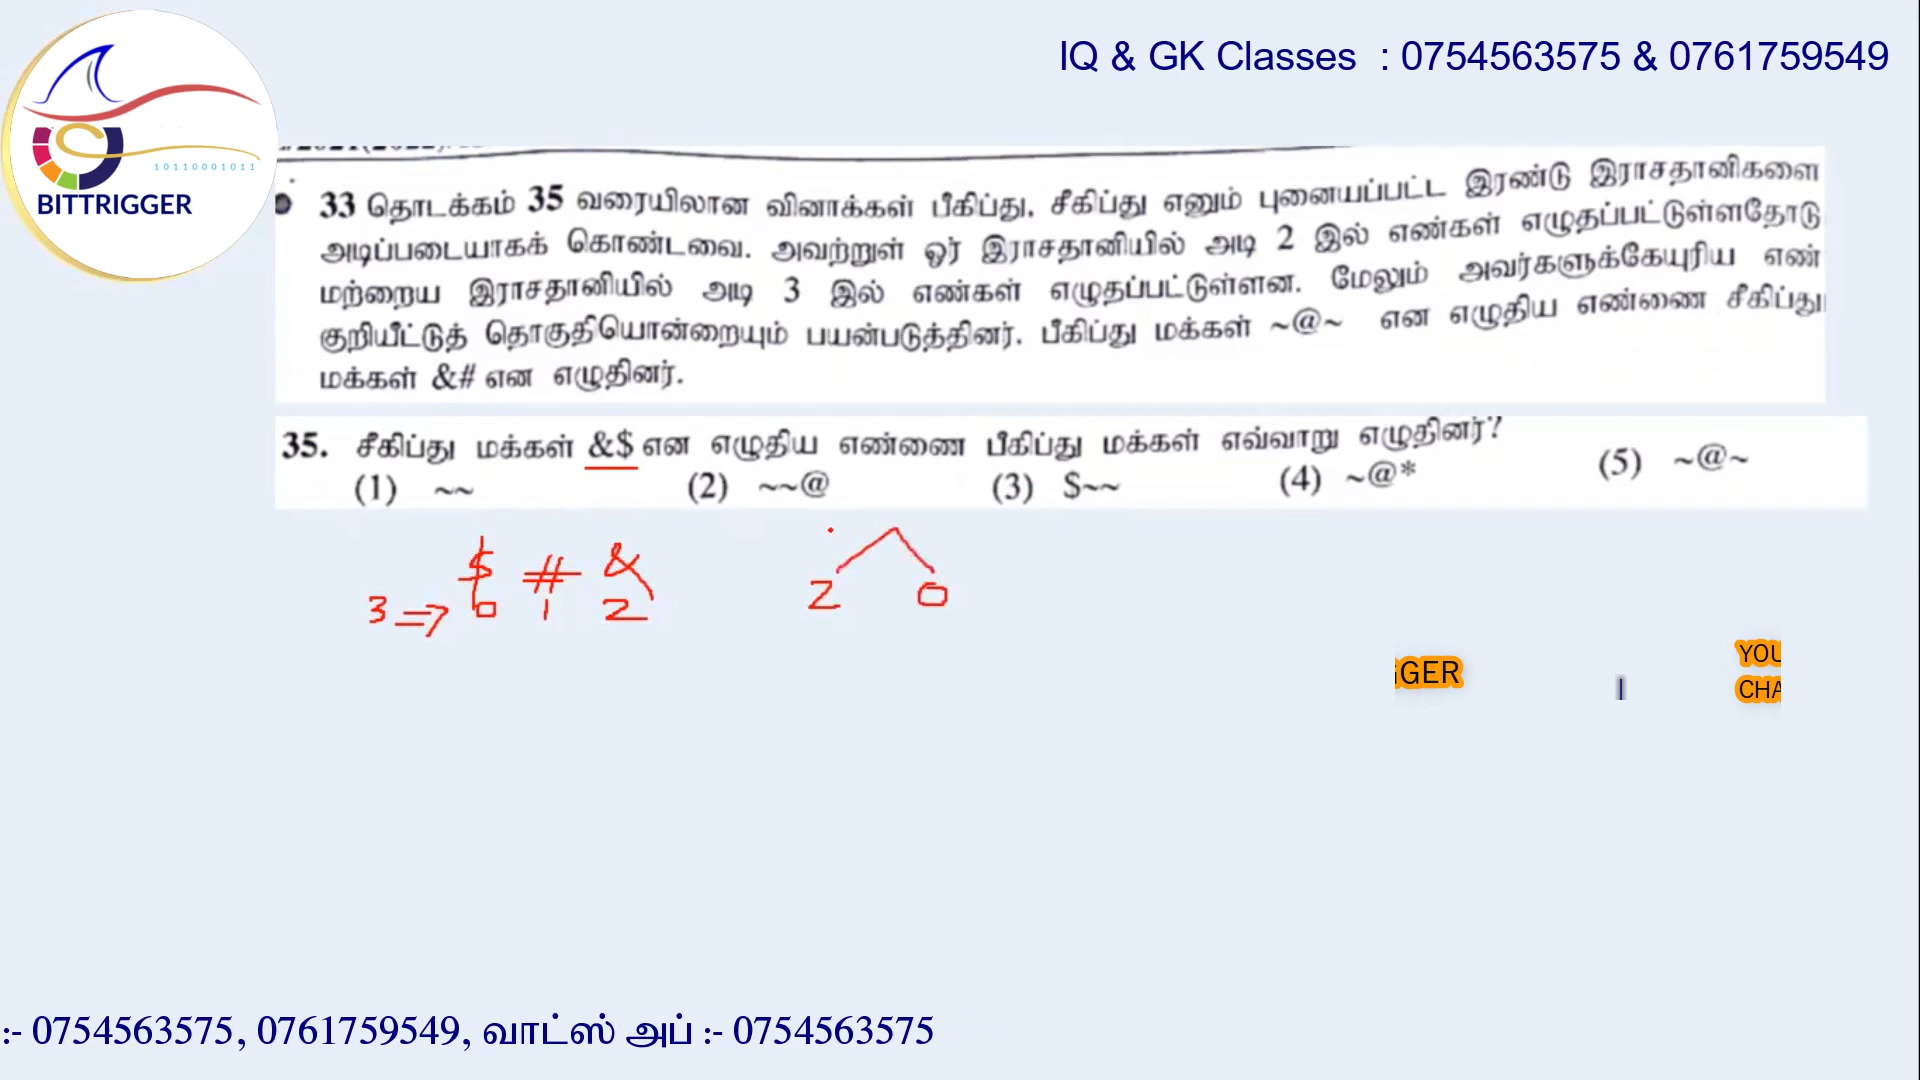 IQ & GK Classes : 0754563575 & 0761759549
10110001011
BITTRIGGER
33 தொடக்கம் 35 வரையிலான வினாக்கள் பீகிப்து, சீகிப்து எனும் புனையப்பட்ட இரண்டு இராசதானிகளை
அடிப்படையாகக் கொண்டவை. அவற்றுள் ஓர் இராசதானியில் அடி 2 இல் எண்கள் எழுதப்பட்டுள்ளதோடு
மற்றைய இராசதானியில் அடி 3 இல் எண்கள் எழுதப்பட்டுள்ளன. மேலும் அவர்களுக்கேயுரிய எண்
குறியீட்டுத் தொகுதியொன்றையும் பயன்படுத்தினர். பீகிப்து மக்கள் ~@~ என எழுதிய எண்ணை சீகிப்து
மக்கள் &# என எழுதினர்.
35. சீகிப்து மக்கள் &$ என எழுதிய எண்ணை பீகிப்து மக்கள் எவ்வாறு எழுதினர்?
(1) ~~ (2) ~~@ (3) $~~ (4) ~@* (5) ~@~
$ # &
3 => 0 1 2
2 0
GGER
YOU
CHA
:- 0754563575, 0761759549, வாட்ஸ் அப் :- 0754563575